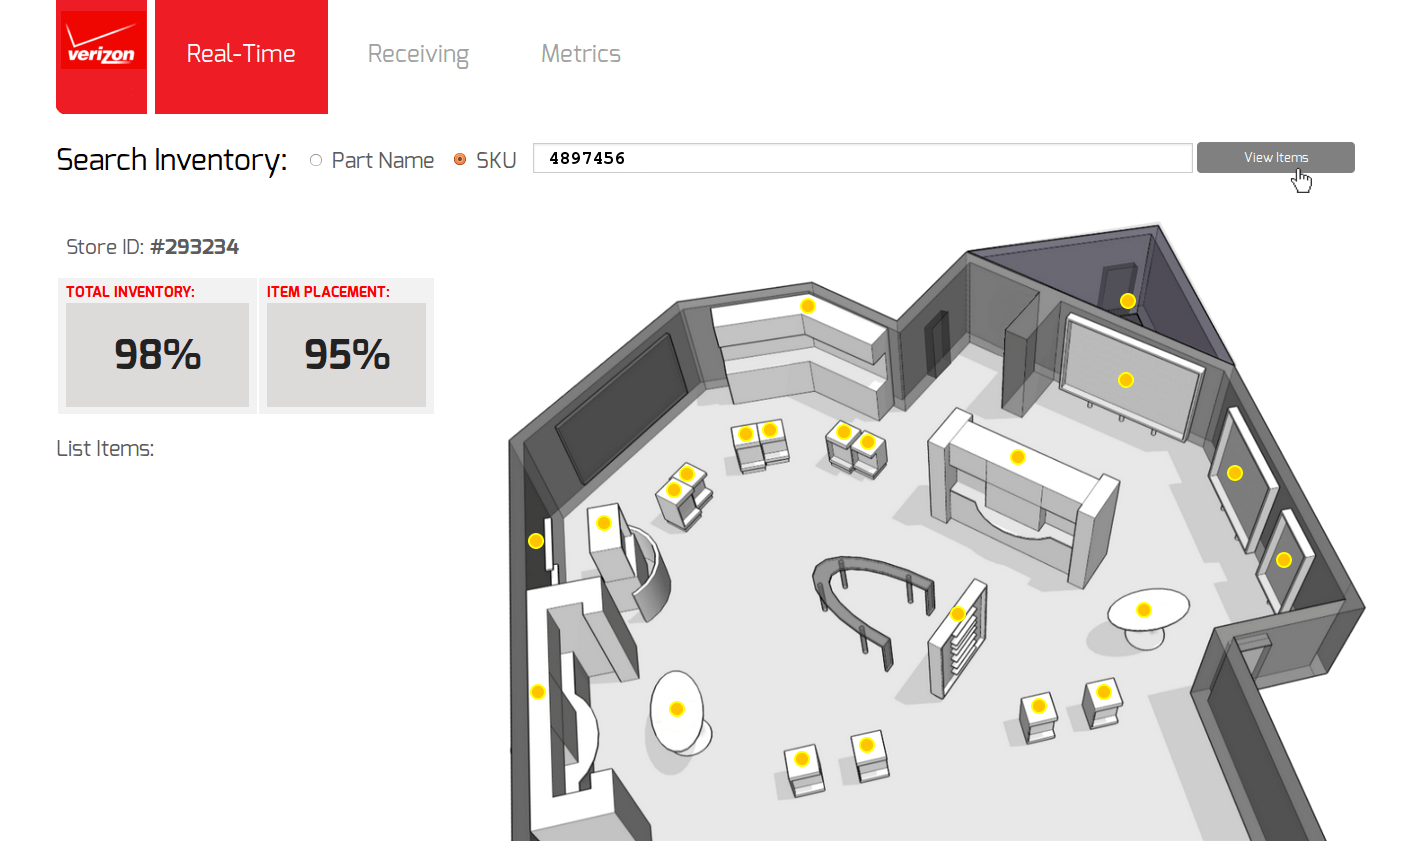 verizon
Real-Time
Receiving
Metrics
Search Inventory:
Part Name
SKU
4897456
View Items
Store ID: #293234
TOTAL INVENTORY:
ITEM PLACEMENT:
98%
95%
List Items: